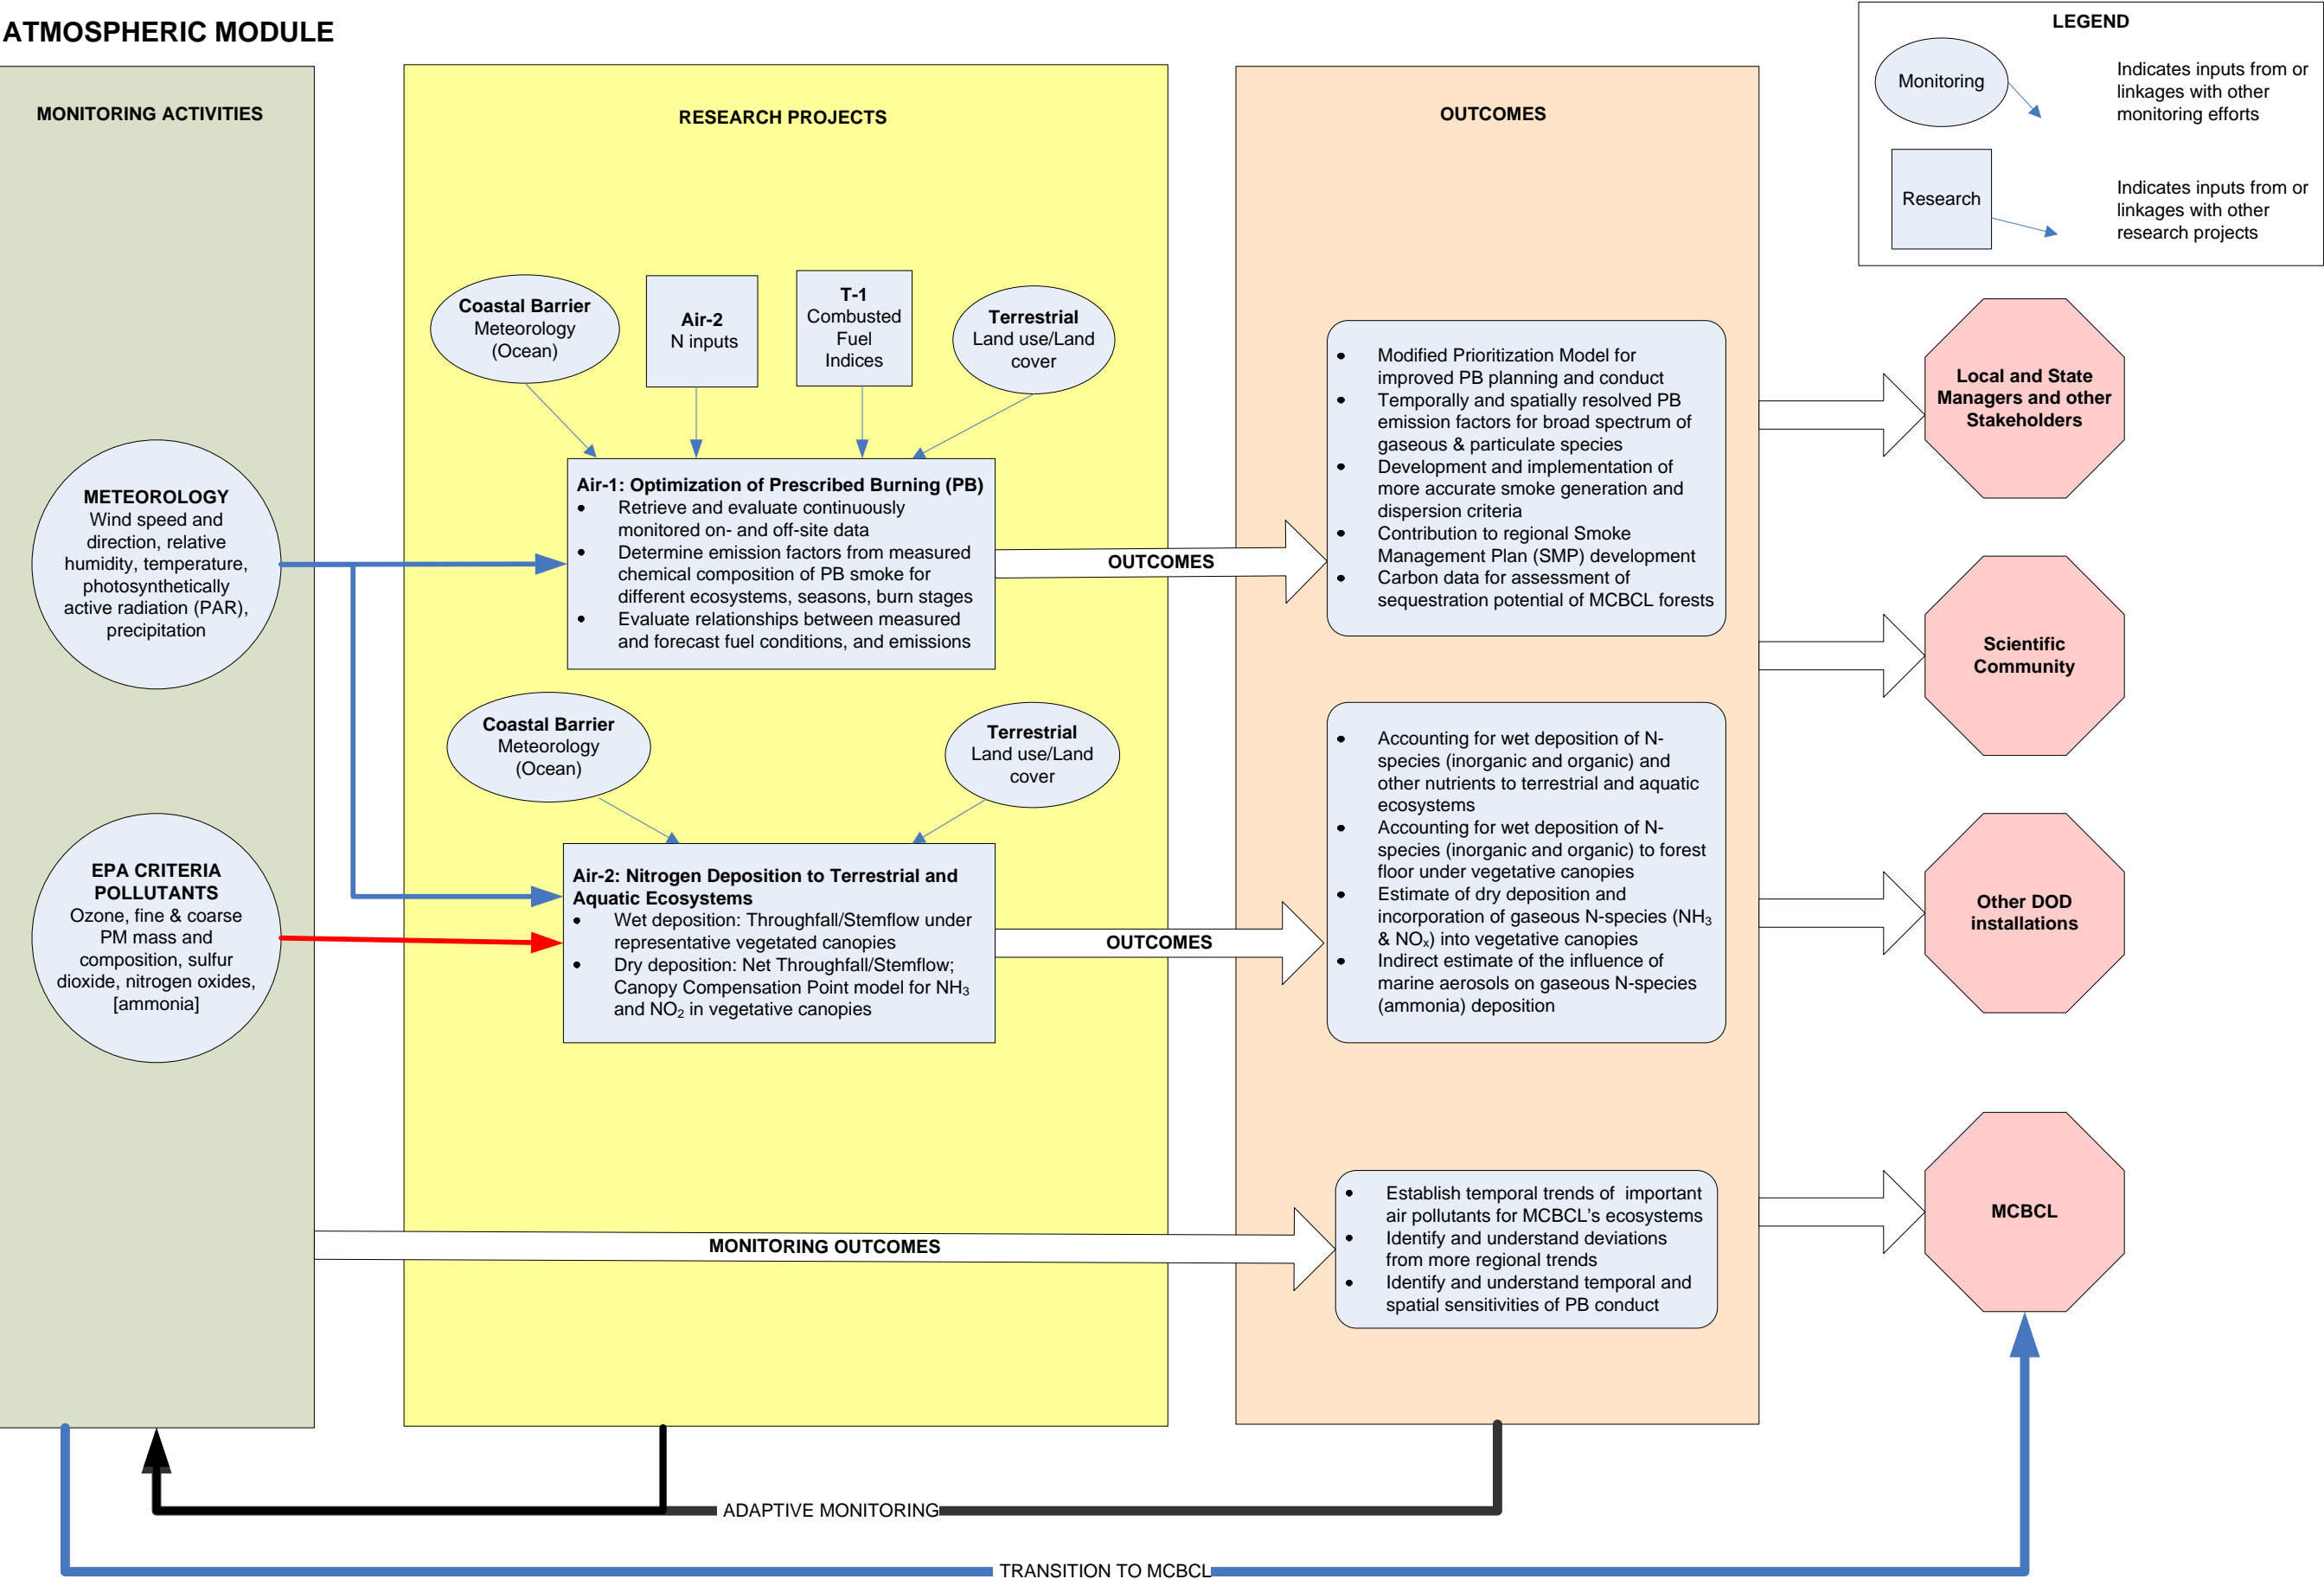 ATMOSPHERIC MODULE
MONITORING ACTIVITIES
METEOROLOGY
Wind speed and
direction, relative
humidity, temperature,
photosynthetically
active radiation (PAR),
precipitation
EPA CRITERIA
POLLUTANTS
Ozone, fine & coarse
PM mass and
composition, sulfur
dioxide, nitrogen oxides,
[ammonia]
RESEARCH PROJECTS
Coastal Barrier
Meteorology
(Ocean)
Air-2
N inputs
T-1
Combusted
Fuel
Indices
Terrestrial
Land use/Land
cover
Air-1: Optimization of Prescribed Burning (PB)
• Retrieve and evaluate continuously
monitored on- and off-site data
• Determine emission factors from measured
chemical composition of PB smoke for
different ecosystems, seasons, burn stages
• Evaluate relationships between measured
and forecast fuel conditions, and emissions
OUTCOMES
Coastal Barrier
Meteorology
(Ocean)
Terrestrial
Land use/Land
cover
Air-2: Nitrogen Deposition to Terrestrial and
Aquatic Ecosystems
• Wet deposition: Throughfall/Stemflow under
representative vegetated canopies
• Dry deposition: Net Throughfall/Stemflow;
Canopy Compensation Point model for NH₃
and NO₂ in vegetative canopies
OUTCOMES
MONITORING OUTCOMES
OUTCOMES
• Modified Prioritization Model for
improved PB planning and conduct
• Temporally and spatially resolved PB
emission factors for broad spectrum of
gaseous & particulate species
• Development and implementation of
more accurate smoke generation and
dispersion criteria
• Contribution to regional Smoke
Management Plan (SMP) development
• Carbon data for assessment of
sequestration potential of MCBCL forests
• Accounting for wet deposition of N-
species (inorganic and organic) and
other nutrients to terrestrial and aquatic
ecosystems
• Accounting for wet deposition of N-
species (inorganic and organic) to forest
floor under vegetative canopies
• Estimate of dry deposition and
incorporation of gaseous N-species (NH₃
& NOₓ) into vegetative canopies
• Indirect estimate of the influence of
marine aerosols on gaseous N-species
(ammonia) deposition
• Establish temporal trends of important
air pollutants for MCBCL's ecosystems
• Identify and understand deviations
from more regional trends
• Identify and understand temporal and
spatial sensitivities of PB conduct
LEGEND
Monitoring
Indicates inputs from or
linkages with other
monitoring efforts
Research
Indicates inputs from or
linkages with other
research projects
Local and State
Managers and other
Stakeholders
Scientific
Community
Other DOD
installations
MCBCL
ADAPTIVE MONITORING
TRANSITION TO MCBCL